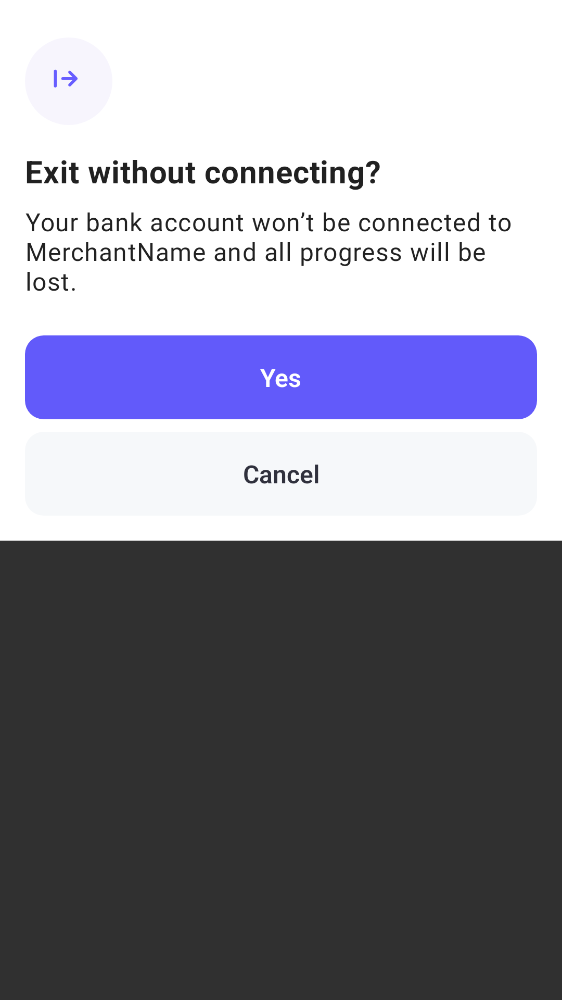 Exit without connecting?
Your bank account won’t be connected to
MerchantName and all progress will be
lost.
Yes
Cancel